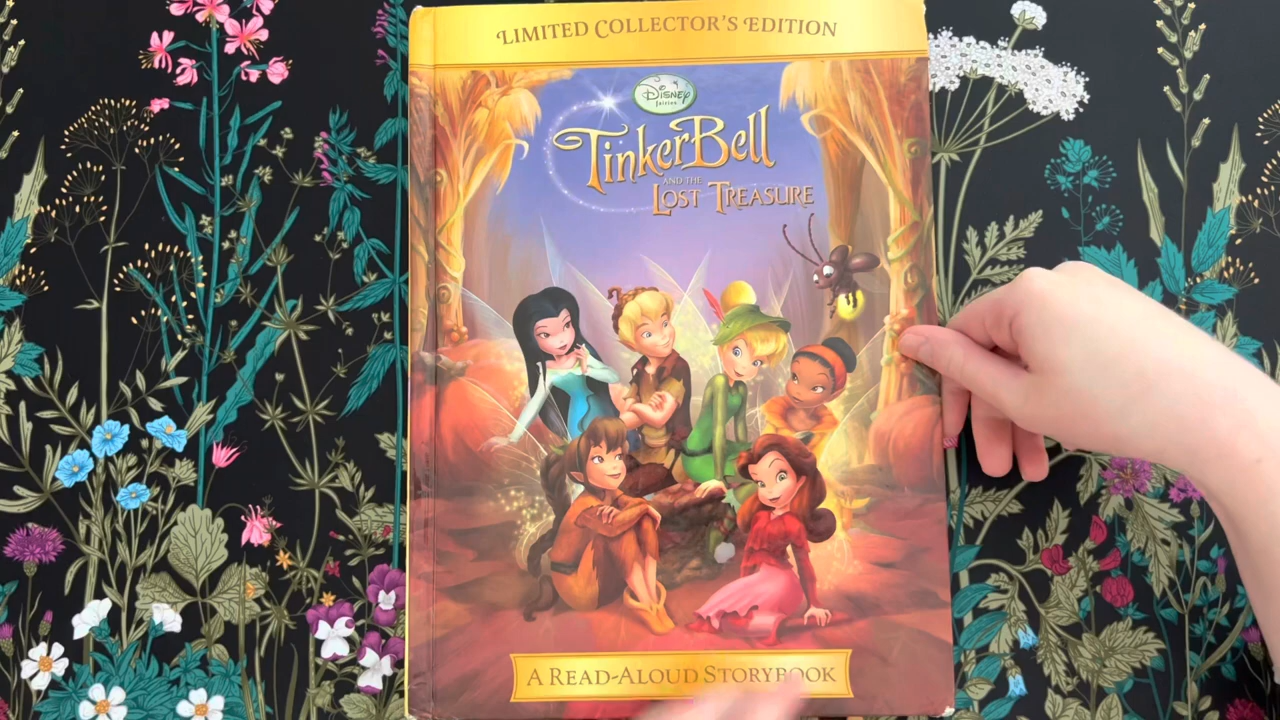 LIMITED COLLECTOR'S EDITION
DISNEY
fairies
TinkerBell
AND THE
LOST TREASURE
A READ-ALOUD STORYBOOK